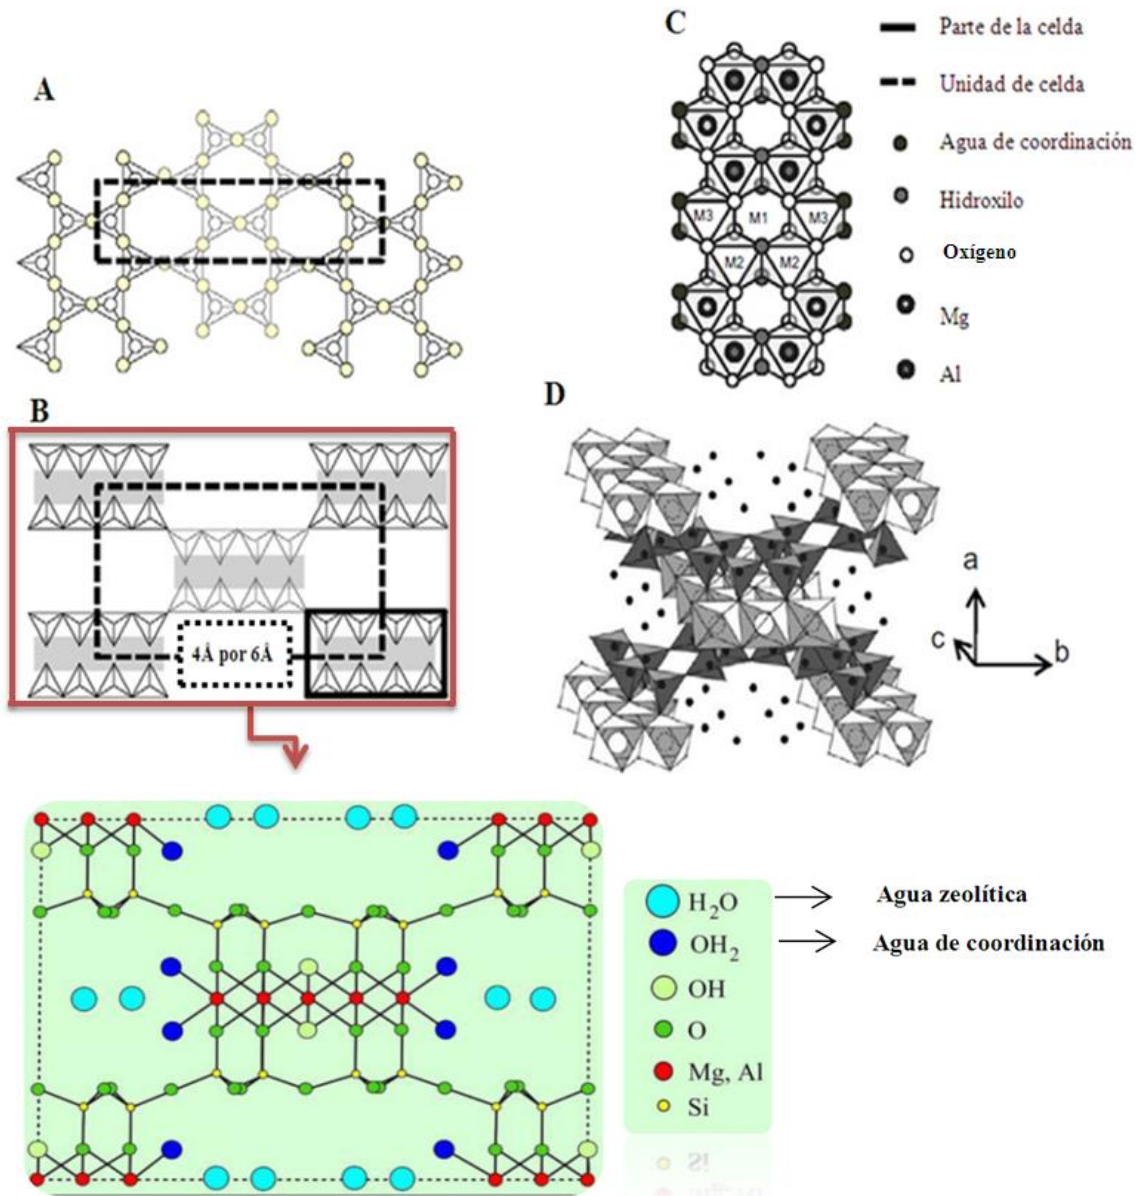 A
C
Parte de la celda
Unidad de celda
Agua de coordinación
Hidroxilo
Oxígeno
Mg
Al
M3
M1
M3
M2
M2
B
4Å por 6Å
D
a
c
b
H2O
Agua zeolítica
OH2
Agua de coordinación
OH
O
Mg, Al
Si